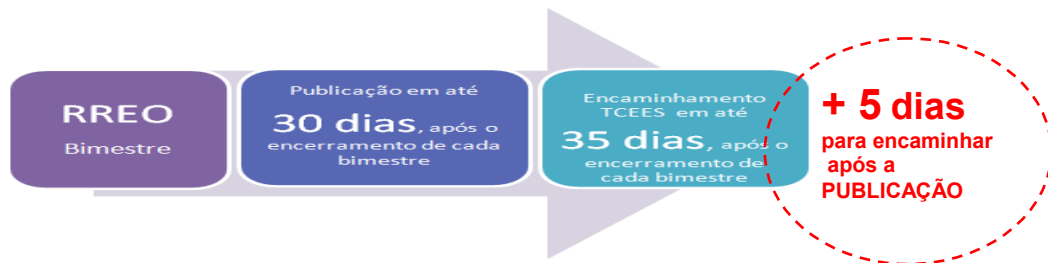 RREO
Bimestre
Publicação em até
30 dias, após o
encerramento de cada
bimestre
Encaminhamento
TCEES em até
35 dias, após o
encerramento de
cada bimestre
+ 5 dias
para encaminhar
após a
PUBLICAÇÃO